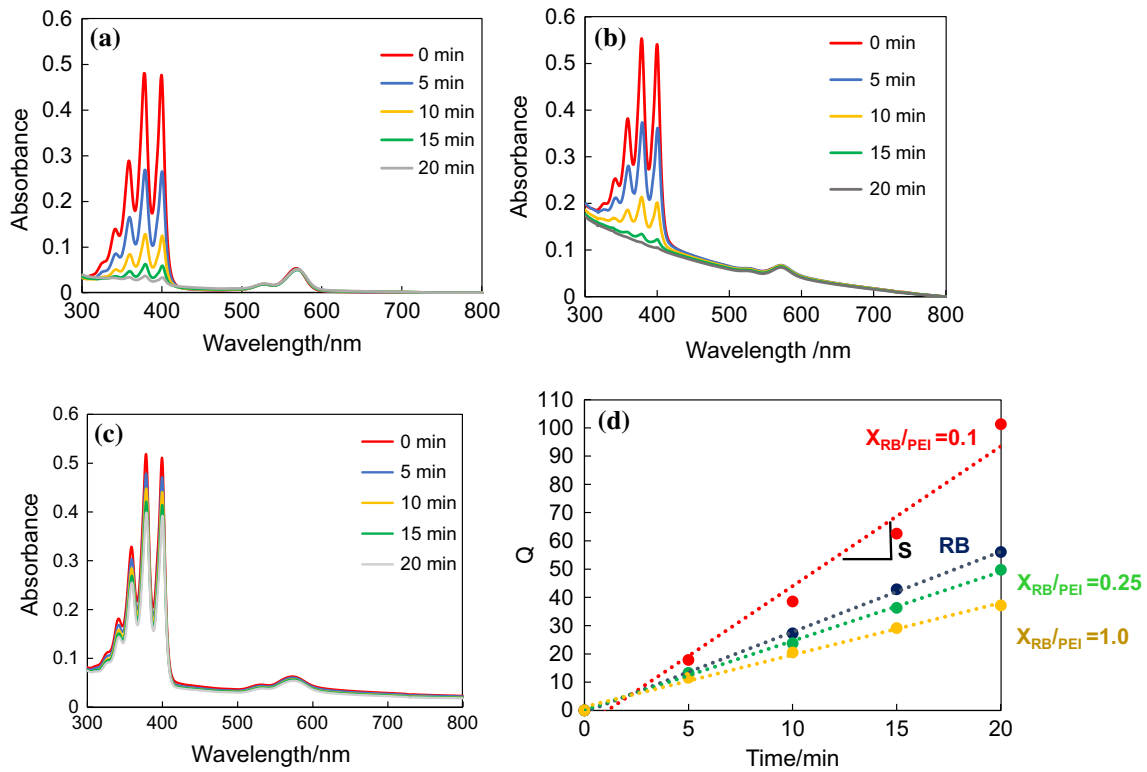 (a)
0.6
0.5
0.4
0.3
0.2
0.1
0
300 400 500 600 700 800
Absorbance
Wavelength/nm
0 min
5 min
10 min
15 min
20 min
(b)
0.6
0.5
0.4
0.3
0.2
0.1
0
300 400 500 600 700 800
Absorbance
Wavelength /nm
0 min
5 min
10 min
15 min
20 min
(c)
0.6
0.5
0.4
0.3
0.2
0.1
0
300 400 500 600 700 800
Absorbance
Wavelength/nm
0 min
5 min
10 min
15 min
20 min
(d)
110
100
90
80
70
60
50
40
30
20
10
0
0 5 10 15 20
Q
Time/min
X_RB/PEI =0.1
S
RB
X_RB/PEI =0.25
X_RB/PEI =1.0